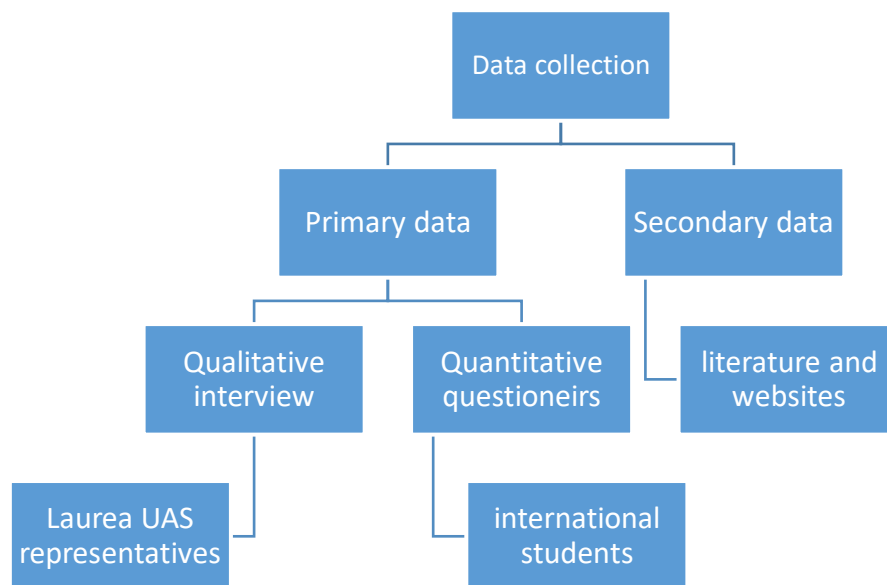 Data collection
Primary data
Secondary data
Qualitative
interview
Quantitative
questioneirs
literature and
websites
Laurea UAS
representatives
international
students